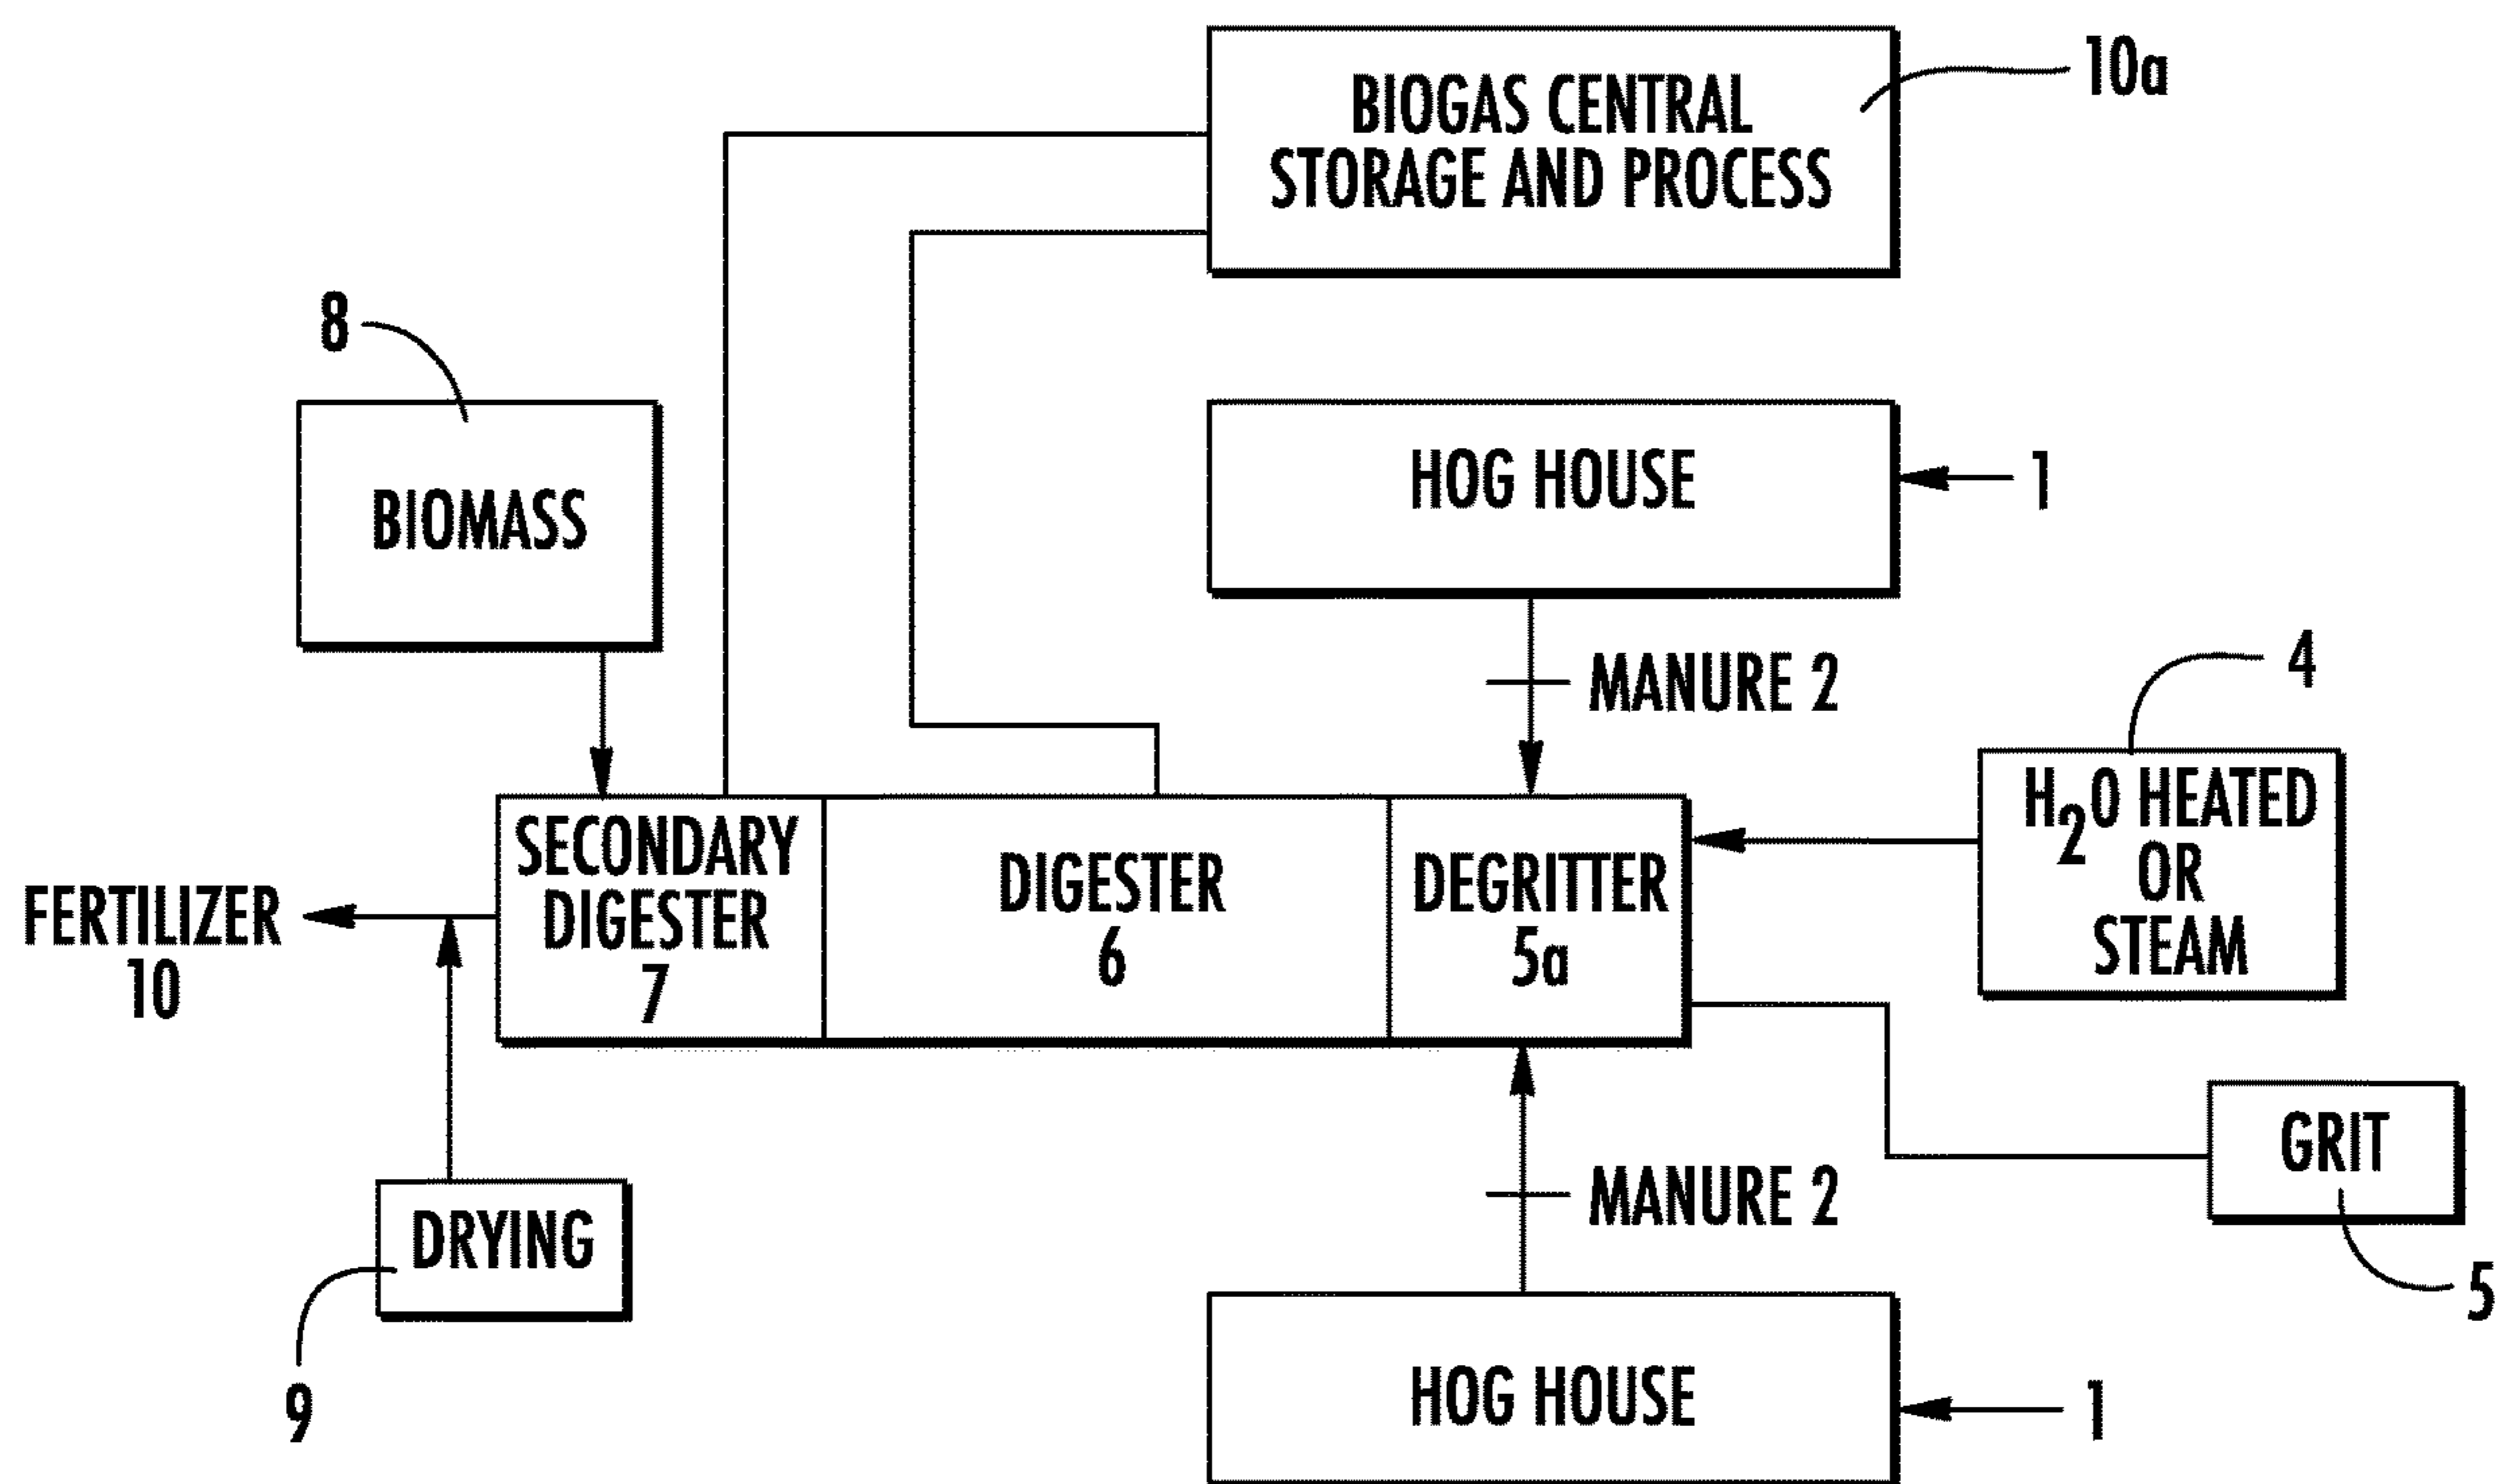 BIOGAS CENTRAL
STORAGE AND PROCESS
10a
8
BIOMASS
HOG HOUSE
1
MANURE 2
4
H2O HEATED
OR
STEAM
SECONDARY
DIGESTER
7
DIGESTER
6
DEGRITTER
5a
FERTILIZER
10
GRIT
5
MANURE 2
DRYING
9
HOG HOUSE
1